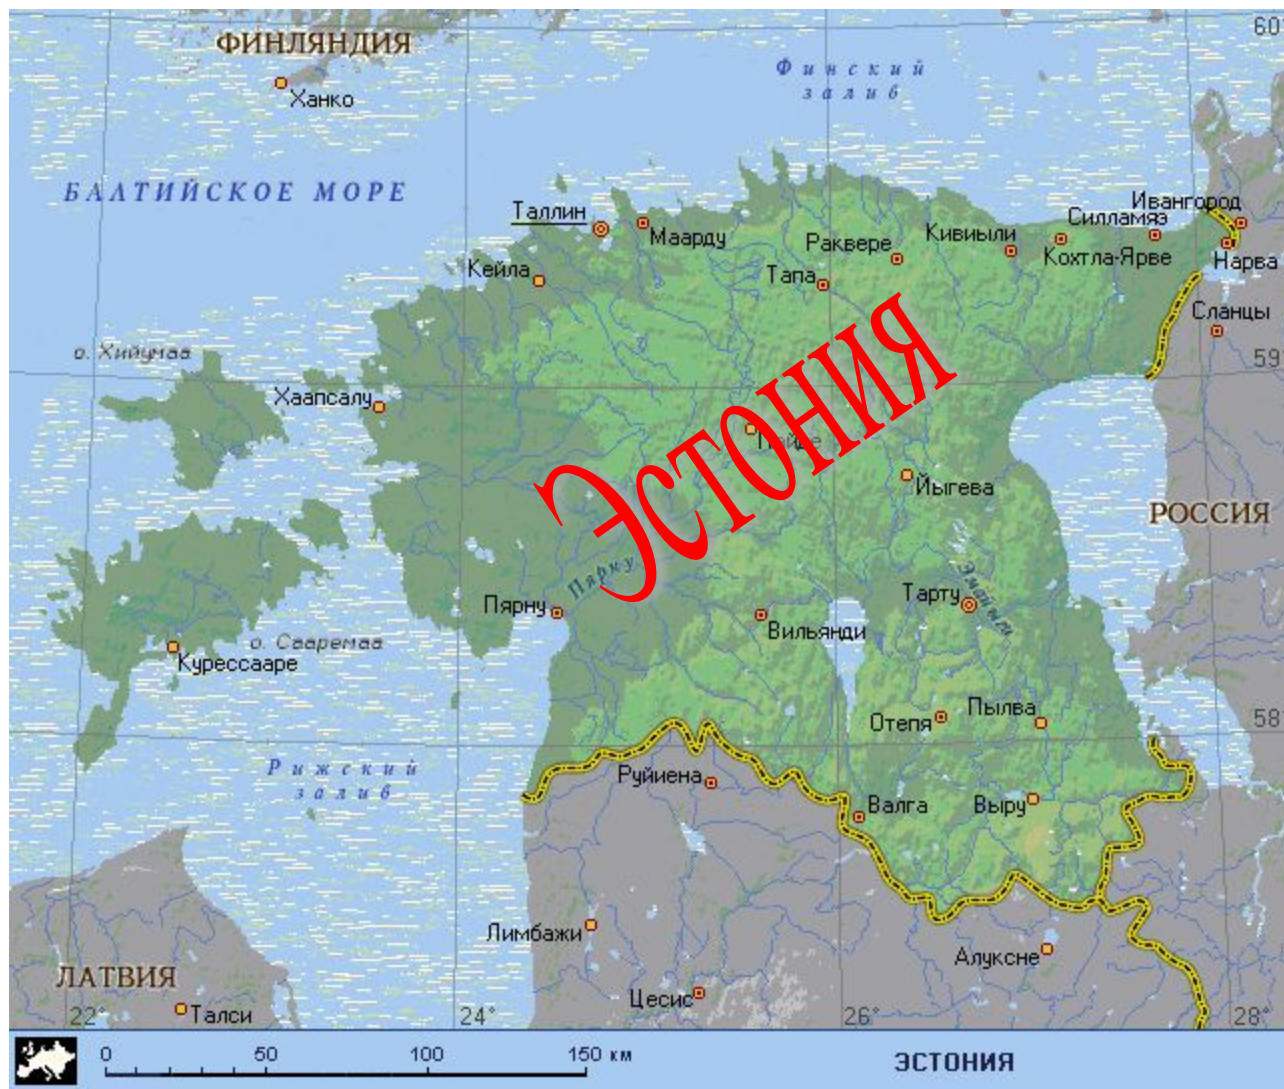 60
ФИНЛЯНДИЯ
Ханко
Финский
залив
БАЛТИЙСКОЕ МОРЕ
Таллин
Маарду
Кейла
Раквере
Тапа
Кивиыли
Силламяэ
Кохтла-Ярве
Ивангород
Нарва
Сланцы
59
о. Хийумаа
Хаапсалу
ЭСТОНИЯ
Пайде
Йыгева
РОССИЯ
Пярну
Пярну
Вильянди
Тарту
Эмайыги
о. Сааремаа
Курессааре
Отепя
Пылва
58
Рижский
залив
Руйиена
Валга
Выру
Лимбажи
Алуксне
ЛАТВИЯ
Цесис
Талси
22°
24°
26°
28°
0 50 100 150 км
ЭСТОНИЯ